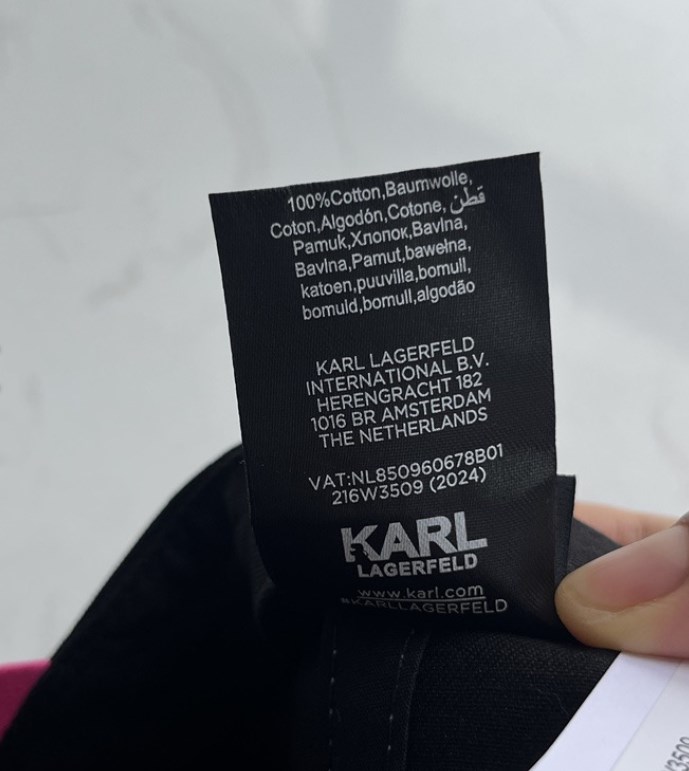 100%Cotton,Baumwolle,
Coton,Algodón,Cotone, قطن
Pamuk,Хлопок,Bavlna,
Bavlna,Pamut,bawełna,
katoen,puuvilla,bomull,
bomuld,bomull,algodão
KARL LAGERFELD
INTERNATIONAL B.V.
HERENGRACHT 182
1016 BR AMSTERDAM
THE NETHERLANDS
VAT:NL850960678B01
216W3509 (2024)
KARL
LAGERFELD
www.karl.com
#KARLLAGERFELD